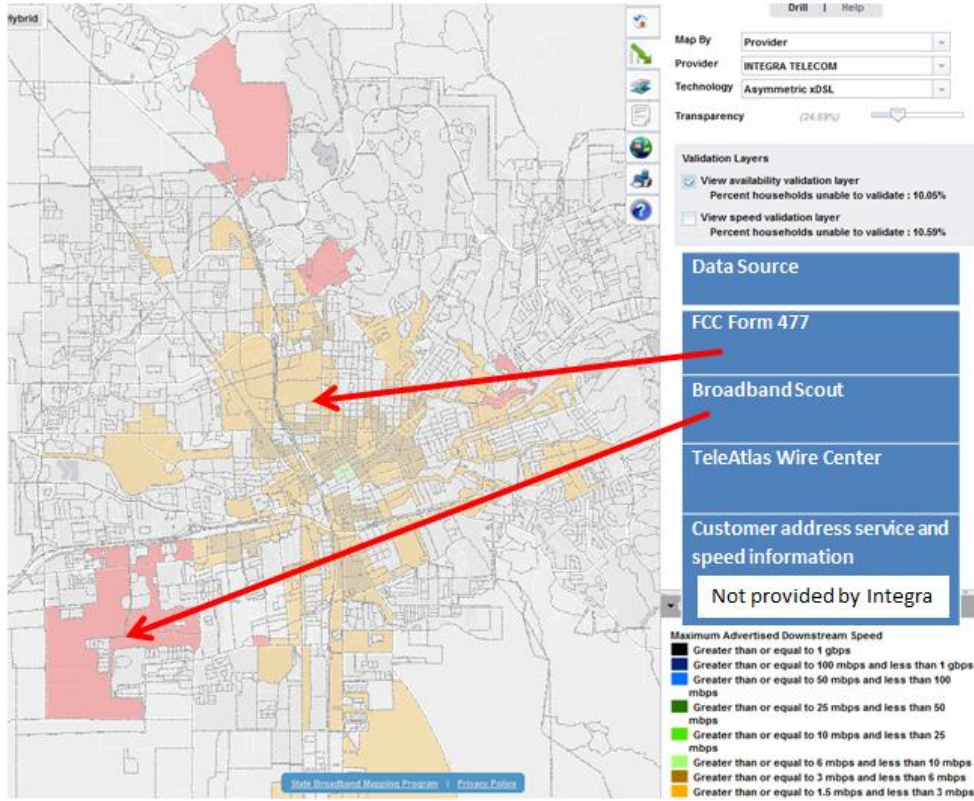 Hybrid
Drill | Help
Map By Provider
Provider INTEGRA TELECOM
Technology Asymmetric xDSL
Transparency (24.69%)
Validation Layers
View availability validation layer
Percent households unable to validate : 10.05%
View speed validation layer
Percent households unable to validate : 10.59%
Data Source
FCC Form 477
Broadband Scout
TeleAtlas Wire Center
Customer address service and
speed information
Not provided by Integra
Maximum Advertised Downstream Speed
Greater than or equal to 1 gbps
Greater than or equal to 100 mbps and less than 1 gbps
Greater than or equal to 50 mbps and less than 100
mbps
Greater than or equal to 25 mbps and less than 50
mbps
Greater than or equal to 10 mbps and less than 25
mbps
Greater than or equal to 6 mbps and less than 10 mbps
Greater than or equal to 3 mbps and less than 6 mbps
Greater than or equal to 1.5 mbps and less than 3 mbps
State Broadband Mapping Program | Privacy Policy